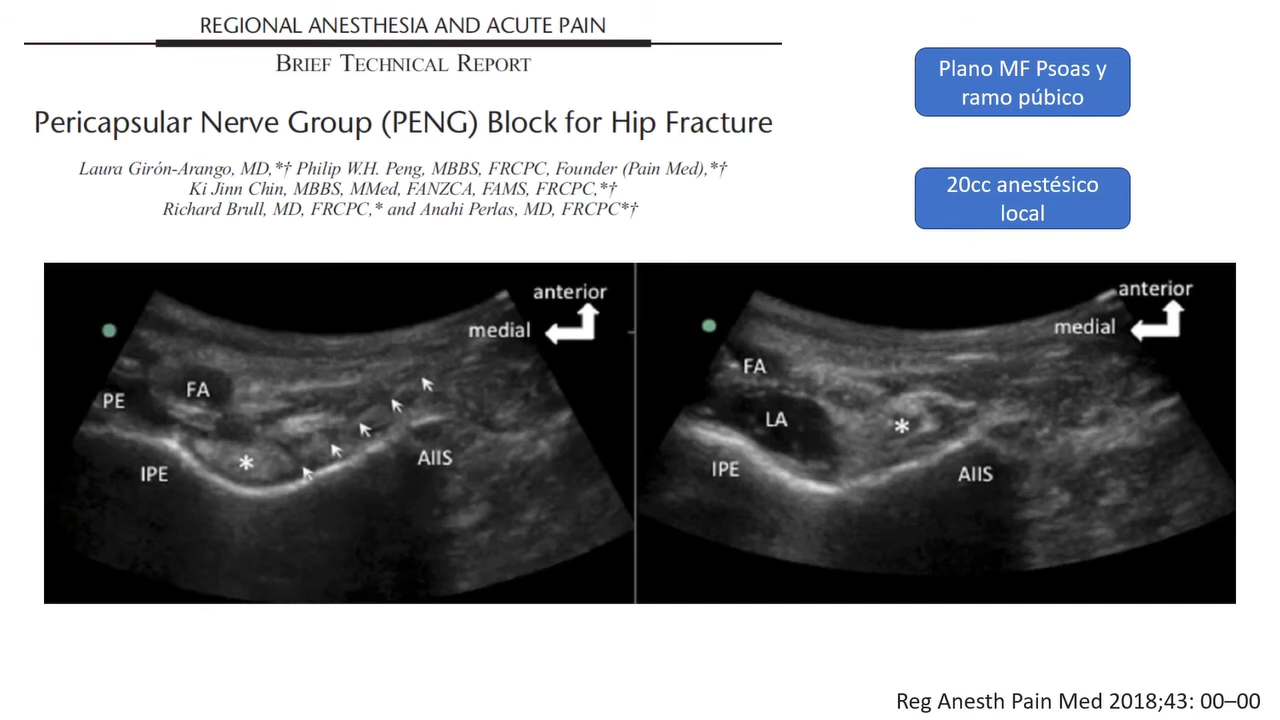 REGIONAL ANESTHESIA AND ACUTE PAIN
BRIEF TECHNICAL REPORT
Pericapsular Nerve Group (PENG) Block for Hip Fracture
Laura Girón-Arango, MD,*† Philip W.H. Peng, MBBS, FRCPC, Founder (Pain Med),*†
Ki Jinn Chin, MBBS, MMed, FANZCA, FAMS, FRCPC,*†
Richard Brull, MD, FRCPC,* and Anahi Perlas, MD, FRCPC*†
Plano MF Psoas y
ramo púbico
20cc anestésico
local
anterior
medial
FA
PE
*
IPE
AIIS
anterior
medial
FA
LA
*
IPE
AIIS
Reg Anesth Pain Med 2018;43: 00–00